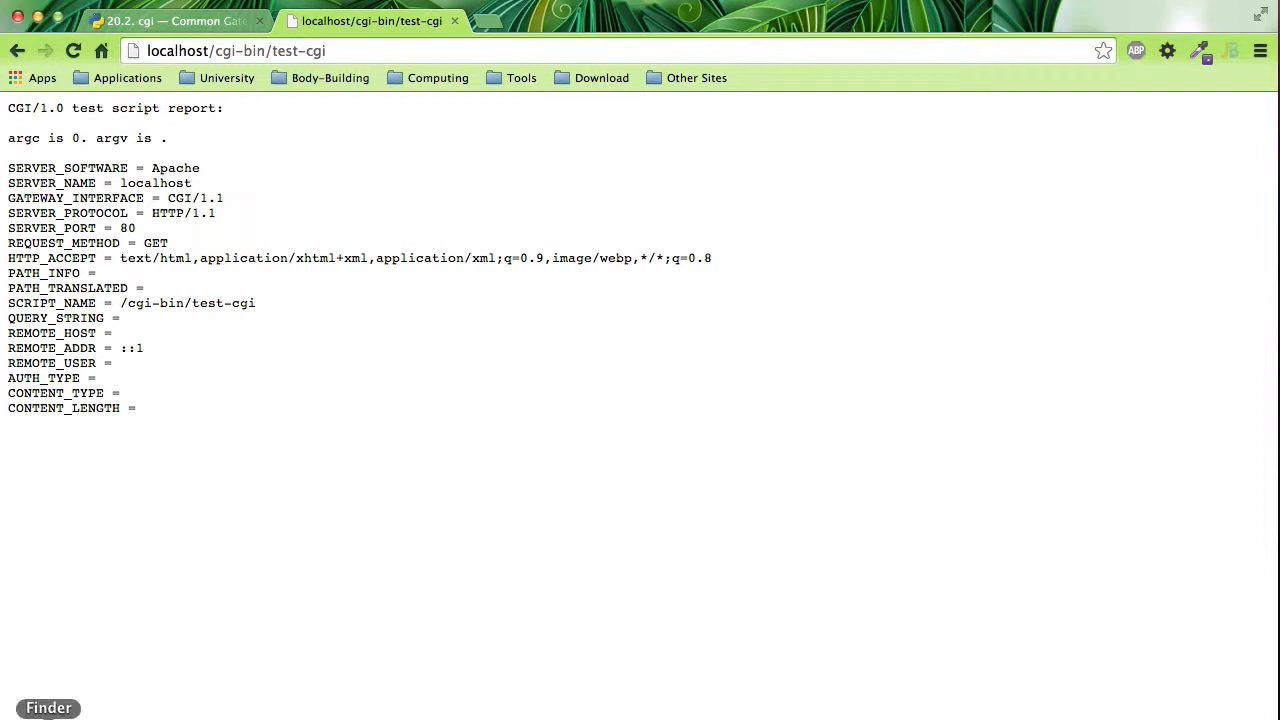 20.2. cgi — Common Gate
localhost/cgi-bin/test-cgi
localhost/cgi-bin/test-cgi
ABP
JB
Apps
Applications
University
Body-Building
Computing
Tools
Download
Other Sites
CGI/1.0 test script report:
argc is 0. argv is .
SERVER_SOFTWARE = Apache
SERVER_NAME = localhost
GATEWAY_INTERFACE = CGI/1.1
SERVER_PROTOCOL = HTTP/1.1
SERVER_PORT = 80
REQUEST_METHOD = GET
HTTP_ACCEPT = text/html,application/xhtml+xml,application/xml;q=0.9,image/webp,*/*;q=0.8
PATH_INFO =
PATH_TRANSLATED =
SCRIPT_NAME = /cgi-bin/test-cgi
QUERY_STRING =
REMOTE_HOST =
REMOTE_ADDR = ::1
REMOTE_USER =
AUTH_TYPE =
CONTENT_TYPE =
CONTENT_LENGTH =
Finder